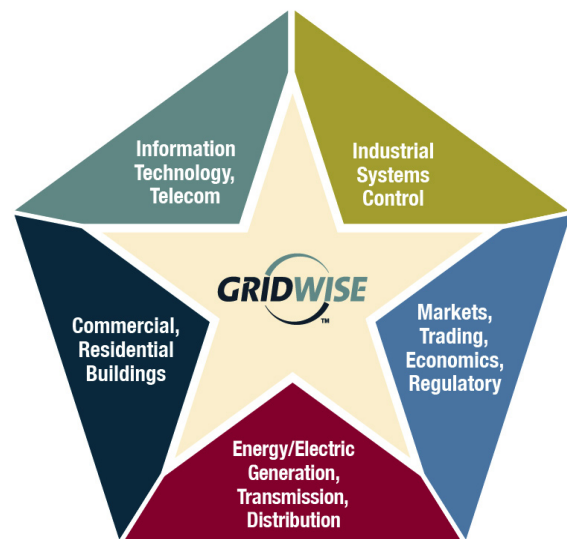 Information
Technology,
Telecom
Industrial
Systems
Control
GRIDWISE
™
Commercial,
Residential
Buildings
Markets,
Trading,
Economics,
Regulatory
Energy/Electric
Generation,
Transmission,
Distribution